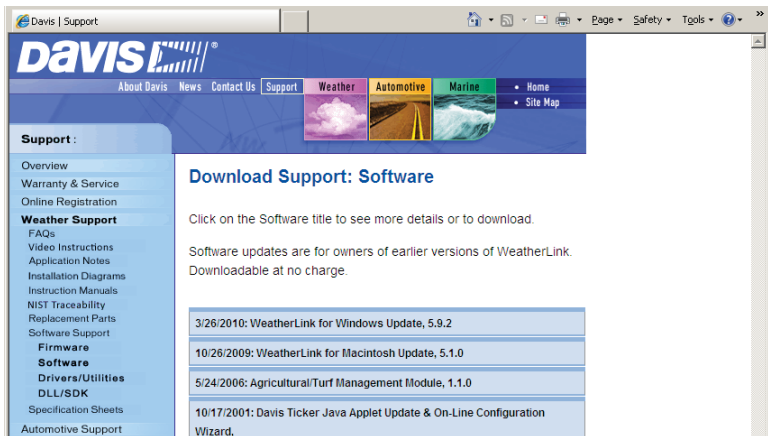 Davis | Support
Page
Safety
Tools
»
DAVIS ®
About Davis News Contact Us Support Weather Automotive Marine • Home
• Site Map
Support :
Overview
Warranty & Service
Online Registration
Weather Support
FAQs
Video Instructions
Application Notes
Installation Diagrams
Instruction Manuals
NIST Traceability
Replacement Parts
Software Support
Firmware
Software
Drivers/Utilities
DLL/SDK
Specification Sheets
Automotive Support
Download Support: Software
Click on the Software title to see more details or to download.
Software updates are for owners of earlier versions of WeatherLink.
Downloadable at no charge.
3/26/2010: WeatherLink for Windows Update, 5.9.2
10/26/2009: WeatherLink for Macintosh Update, 5.1.0
5/24/2006: Agricultural/Turf Management Module, 1.1.0
10/17/2001: Davis Ticker Java Applet Update & On-Line Configuration
Wizard,